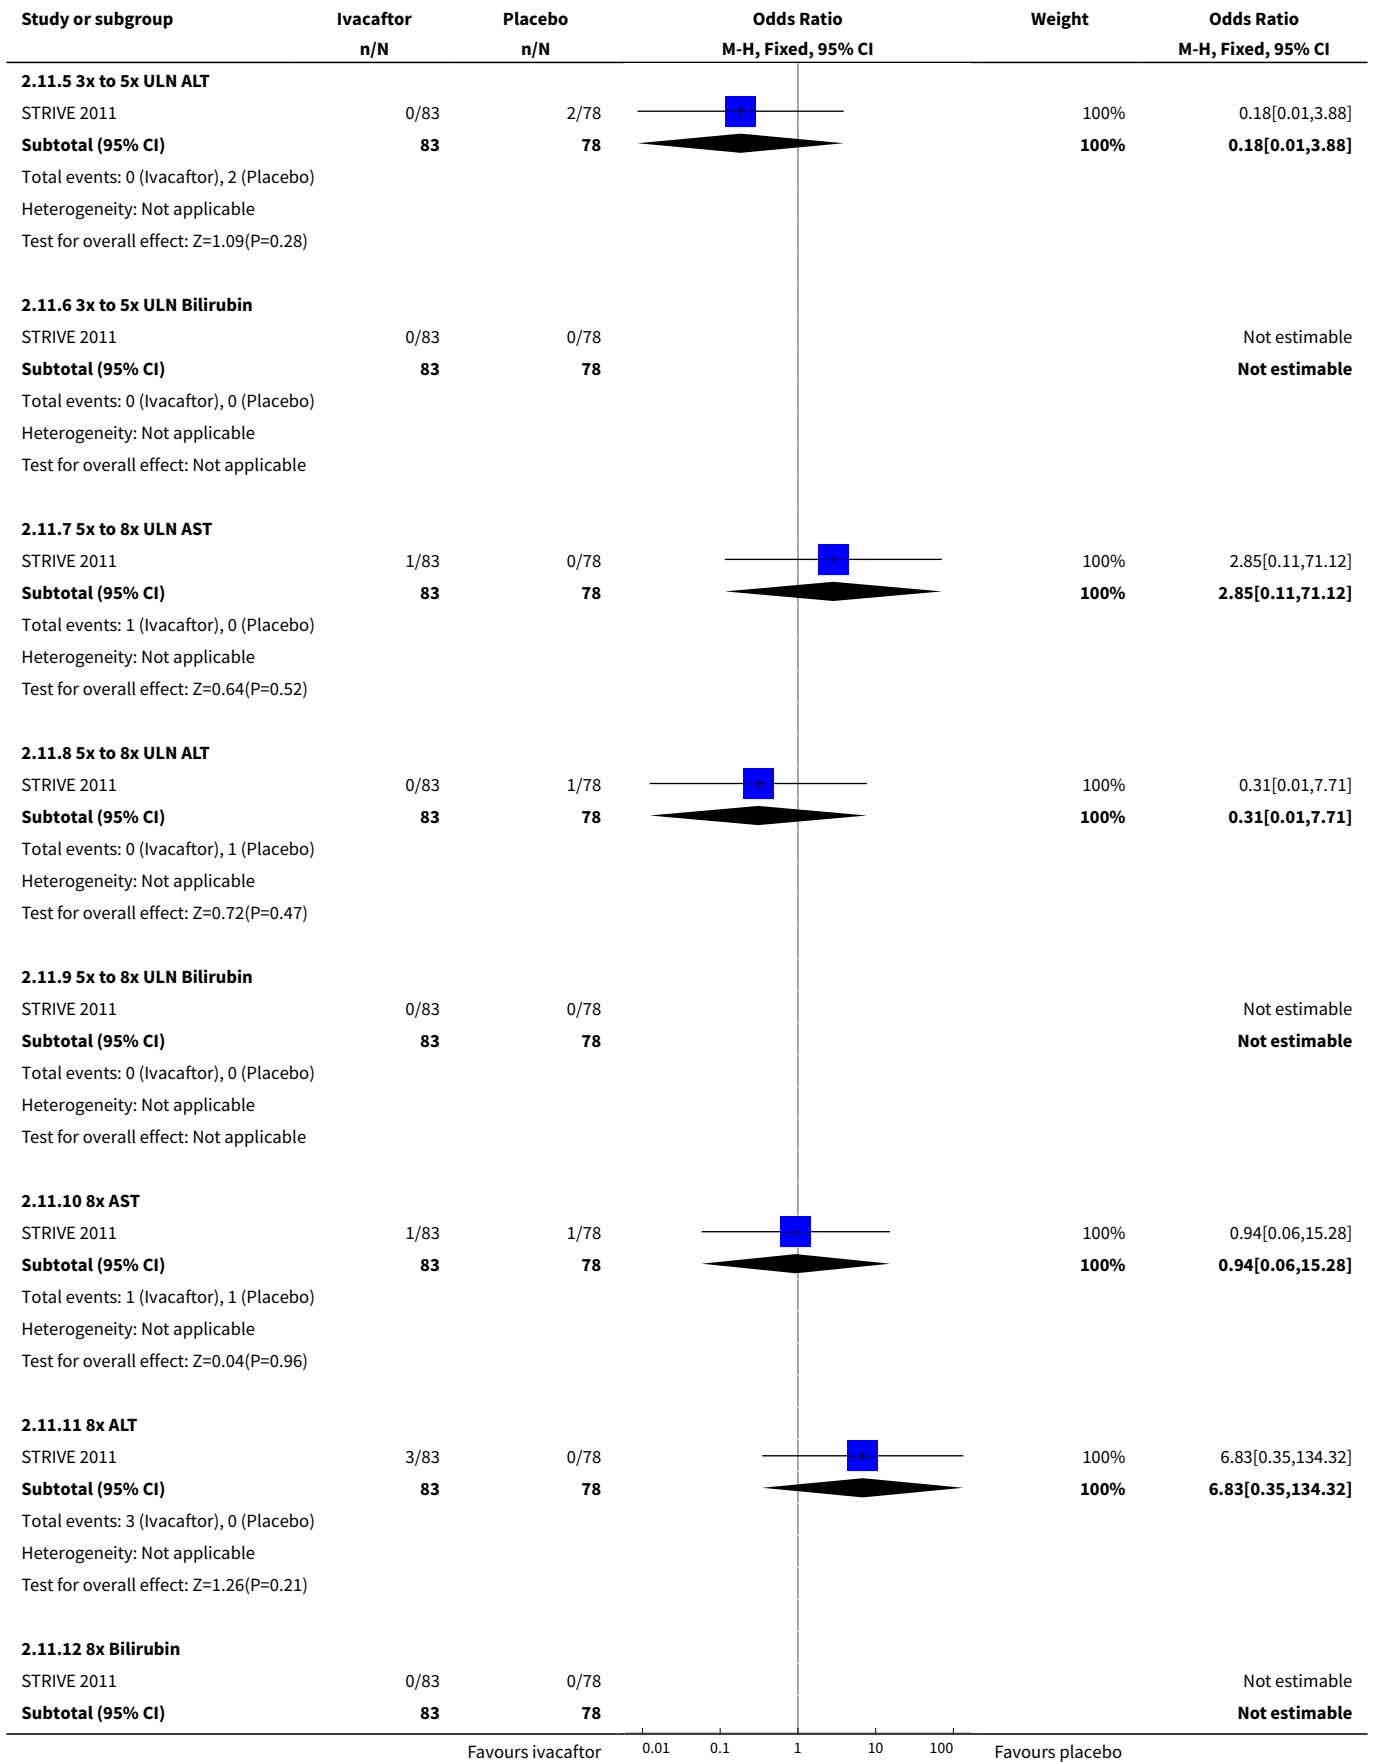 Study or subgroup Ivacaftor Placebo Odds Ratio Weight Odds Ratio
n/N n/N M-H, Fixed, 95% CI M-H, Fixed, 95% CI
2.11.5 3x to 5x ULN ALT
STRIVE 2011 0/83 2/78 100% 0.18[0.01,3.88]
Subtotal (95% CI) 83 78 100% 0.18[0.01,3.88]
Total events: 0 (Ivacaftor), 2 (Placebo)
Heterogeneity: Not applicable
Test for overall effect: Z=1.09(P=0.28)
2.11.6 3x to 5x ULN Bilirubin
STRIVE 2011 0/83 0/78 Not estimable
Subtotal (95% CI) 83 78 Not estimable
Total events: 0 (Ivacaftor), 0 (Placebo)
Heterogeneity: Not applicable
Test for overall effect: Not applicable
2.11.7 5x to 8x ULN AST
STRIVE 2011 1/83 0/78 100% 2.85[0.11,71.12]
Subtotal (95% CI) 83 78 100% 2.85[0.11,71.12]
Total events: 1 (Ivacaftor), 0 (Placebo)
Heterogeneity: Not applicable
Test for overall effect: Z=0.64(P=0.52)
2.11.8 5x to 8x ULN ALT
STRIVE 2011 0/83 1/78 100% 0.31[0.01,7.71]
Subtotal (95% CI) 83 78 100% 0.31[0.01,7.71]
Total events: 0 (Ivacaftor), 1 (Placebo)
Heterogeneity: Not applicable
Test for overall effect: Z=0.72(P=0.47)
2.11.9 5x to 8x ULN Bilirubin
STRIVE 2011 0/83 0/78 Not estimable
Subtotal (95% CI) 83 78 Not estimable
Total events: 0 (Ivacaftor), 0 (Placebo)
Heterogeneity: Not applicable
Test for overall effect: Not applicable
2.11.10 8x AST
STRIVE 2011 1/83 1/78 100% 0.94[0.06,15.28]
Subtotal (95% CI) 83 78 100% 0.94[0.06,15.28]
Total events: 1 (Ivacaftor), 1 (Placebo)
Heterogeneity: Not applicable
Test for overall effect: Z=0.04(P=0.96)
2.11.11 8x ALT
STRIVE 2011 3/83 0/78 100% 6.83[0.35,134.32]
Subtotal (95% CI) 83 78 100% 6.83[0.35,134.32]
Total events: 3 (Ivacaftor), 0 (Placebo)
Heterogeneity: Not applicable
Test for overall effect: Z=1.26(P=0.21)
2.11.12 8x Bilirubin
STRIVE 2011 0/83 0/78 Not estimable
Subtotal (95% CI) 83 78 Not estimable
Favours ivacaftor 0.01 0.1 1 10 100 Favours placebo